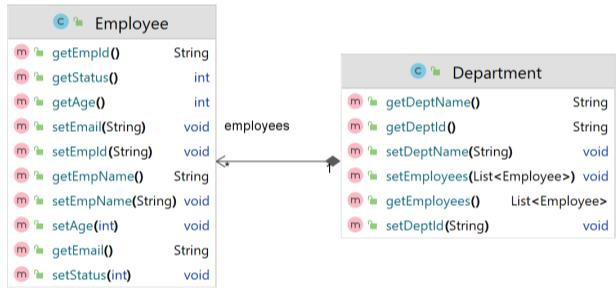 Employee
getEmpId() String
getStatus() int
getAge() int
setEmail(String) void
setEmpId(String) void
getEmpName() String
setEmpName(String) void
setAge(int) void
getEmail() String
setStatus(int) void
employees
* 1
Department
getDeptName() String
getDeptId() String
setDeptName(String) void
setEmployees(List<Employee>) void
getEmployees() List<Employee>
setDeptId(String) void